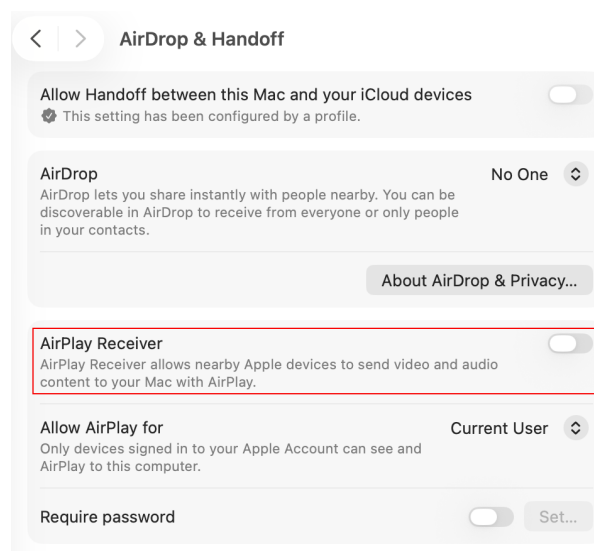 AirDrop & Handoff
Allow Handoff between this Mac and your iCloud devices
This setting has been configured by a profile.
AirDrop
No One
AirDrop lets you share instantly with people nearby. You can be
discoverable in AirDrop to receive from everyone or only people
in your contacts.
About AirDrop & Privacy...
AirPlay Receiver
AirPlay Receiver allows nearby Apple devices to send video and audio
content to your Mac with AirPlay.
Allow AirPlay for
Current User
Only devices signed in to your Apple Account can see and
AirPlay to this computer.
Require password
Set...